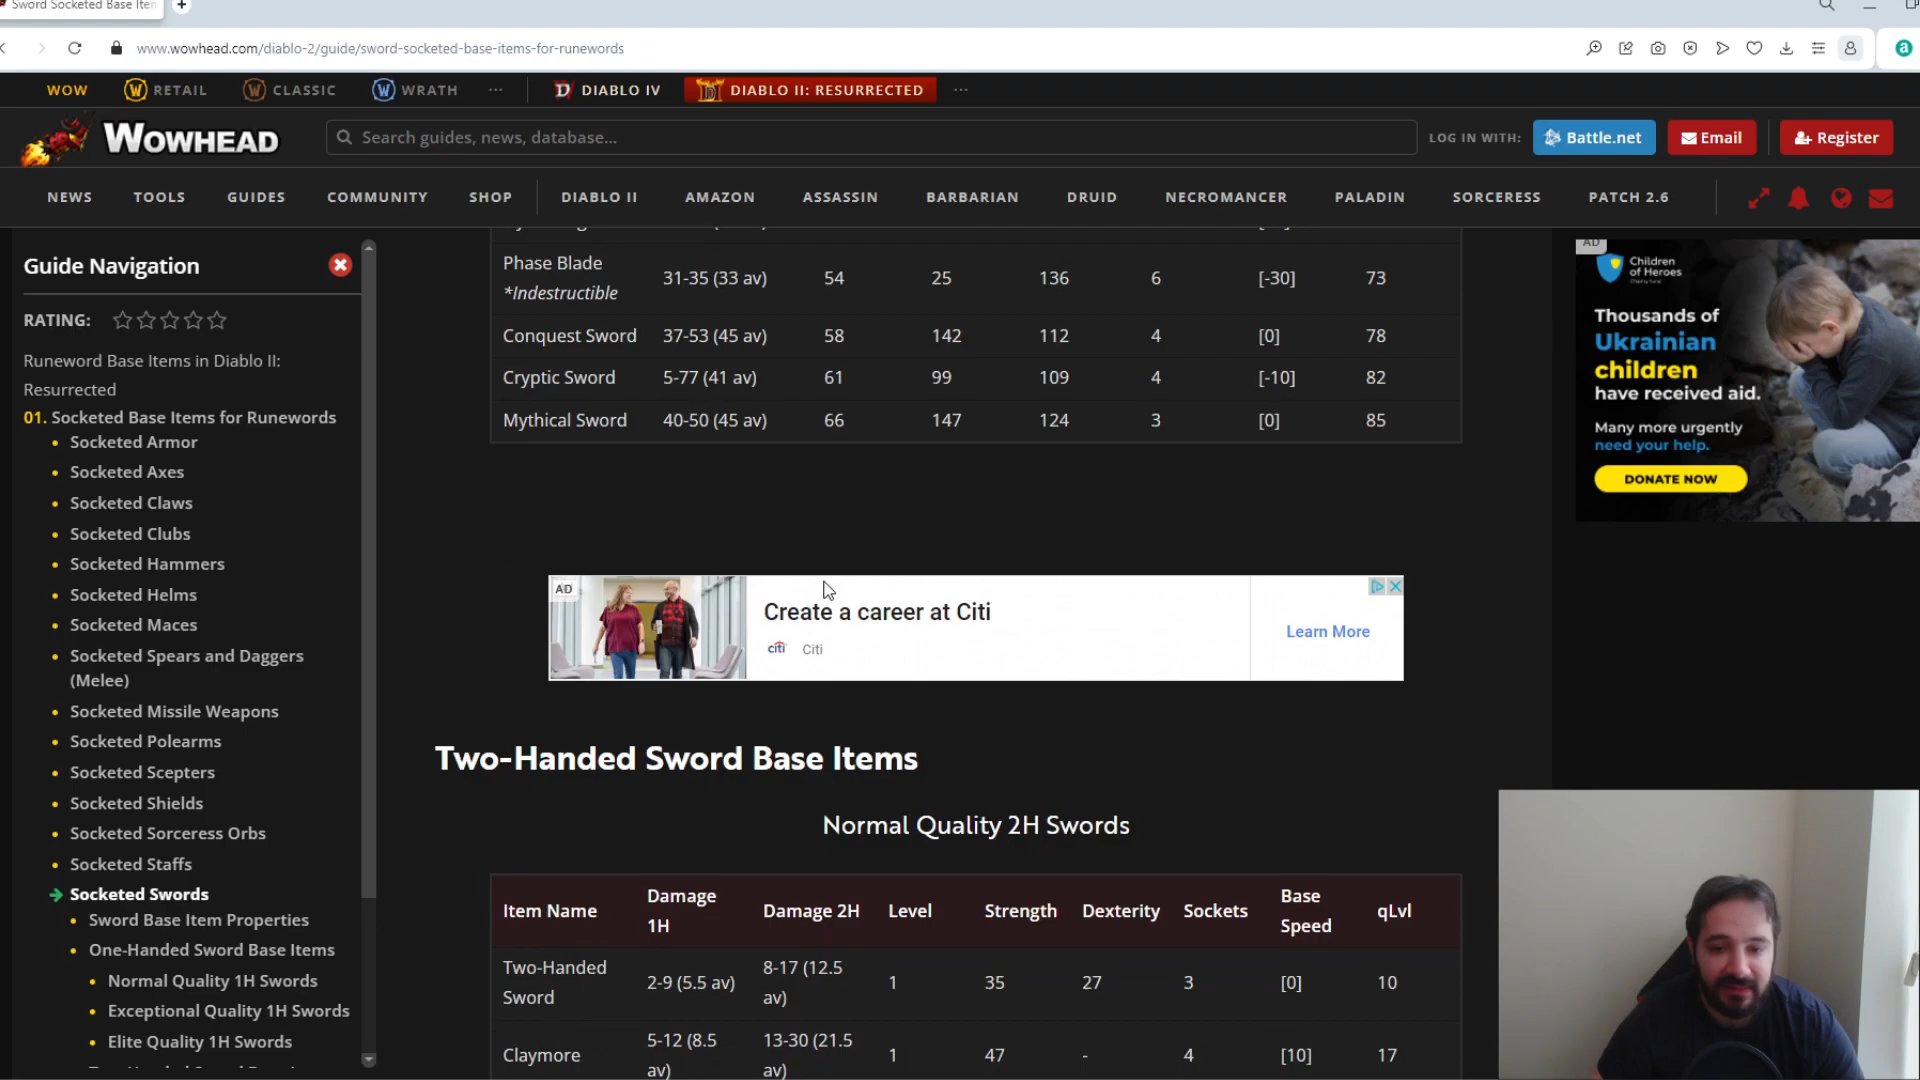 Sword Socketed Base Iten
www.wowhead.com/diablo-2/guide/sword-socketed-base-items-for-runewords
WOW RETAIL CLASSIC WRATH ... DIABLO IV DIABLO II: RESURRECTED ...
WOWHEAD
Search guides, news, database...
LOG IN WITH: Battle.net Email Register
NEWS TOOLS GUIDES COMMUNITY SHOP DIABLO II AMAZON ASSASSIN BARBARIAN DRUID NECROMANCER PALADIN SORCERESS PATCH 2.6
Guide Navigation
RATING:
Runeword Base Items in Diablo II:
Resurrected
01. Socketed Base Items for Runewords
Socketed Armor
Socketed Axes
Socketed Claws
Socketed Clubs
Socketed Hammers
Socketed Helms
Socketed Maces
Socketed Spears and Daggers
(Melee)
Socketed Missile Weapons
Socketed Polearms
Socketed Scepters
Socketed Shields
Socketed Sorceress Orbs
Socketed Staffs
Socketed Swords
Sword Base Item Properties
One-Handed Sword Base Items
Normal Quality 1H Swords
Exceptional Quality 1H Swords
Elite Quality 1H Swords
Phase Blade
*Indestructible
31-35 (33 av) 54 25 136 6 [-30] 73
Conquest Sword 37-53 (45 av) 58 142 112 4 [0] 78
Cryptic Sword 5-77 (41 av) 61 99 109 4 [-10] 82
Mythical Sword 40-50 (45 av) 66 147 124 3 [0] 85
AD
Create a career at Citi
citi Citi
Learn More
Two-Handed Sword Base Items
Normal Quality 2H Swords
Item Name Damage 1H Damage 2H Level Strength Dexterity Sockets Base Speed qLvl
Two-Handed Sword 2-9 (5.5 av) 8-17 (12.5 av) 1 35 27 3 [0] 10
Claymore 5-12 (8.5 av) 13-30 (21.5 av) 1 47 - 4 [10] 17
AD
Children
of Heroes
Thousands of
Ukrainian
children
have received aid.
Many more urgently
need your help.
DONATE NOW